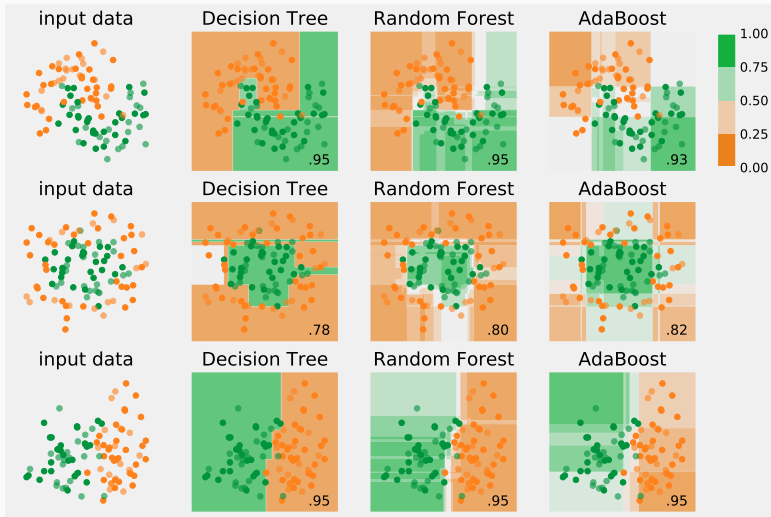 input data Decision Tree Random Forest AdaBoost
1.00
0.75
0.50
0.25
0.00
.95 .95 .93
input data Decision Tree Random Forest AdaBoost
.78 .80 .82
input data Decision Tree Random Forest AdaBoost
.95 .95 .95